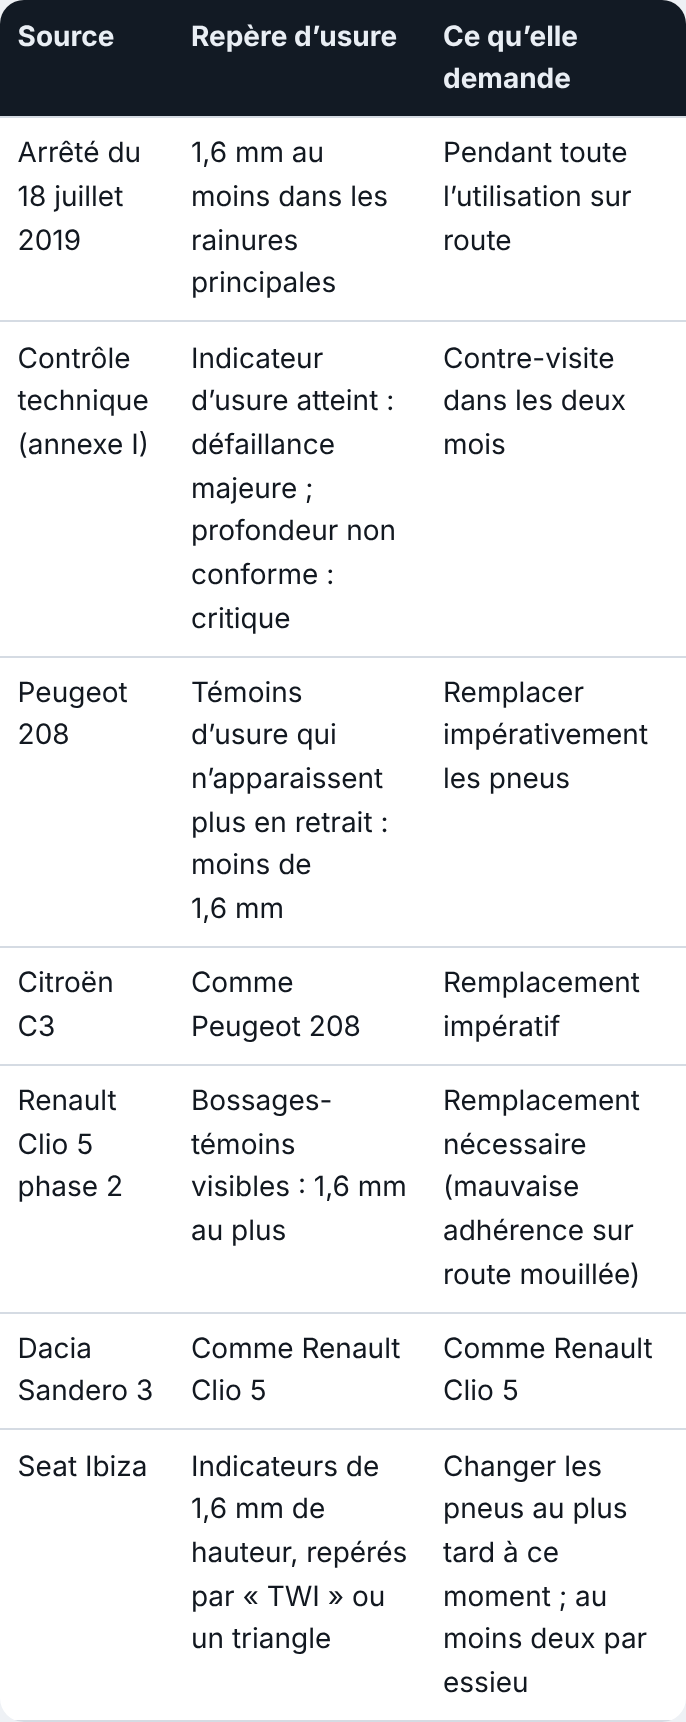 Source
Repère d’usure
Ce qu’elle
demande
Arrêté du
18 juillet
2019
1,6 mm au
moins dans les
rainures
principales
Pendant toute
l’utilisation sur
route
Contrôle
technique
(annexe I)
Indicateur
d’usure atteint :
défaillance
majeure ;
profondeur non
conforme :
critique
Contre-visite
dans les deux
mois
Peugeot
208
Témoins
d’usure qui
n’apparaissent
plus en retrait :
moins de
1,6 mm
Remplacer
impérativement
les pneus
Citroën
C3
Comme
Peugeot 208
Remplacement
impératif
Renault
Clio 5
phase 2
Bossages-
témoins
visibles : 1,6 mm
au plus
Remplacement
nécessaire
(mauvaise
adhérence sur
route mouillée)
Dacia
Sandero 3
Comme Renault
Clio 5
Comme Renault
Clio 5
Seat Ibiza
Indicateurs de
1,6 mm de
hauteur, repérés
par « TWI » ou
un triangle
Changer les
pneus au plus
tard à ce
moment ; au
moins deux par
essieu